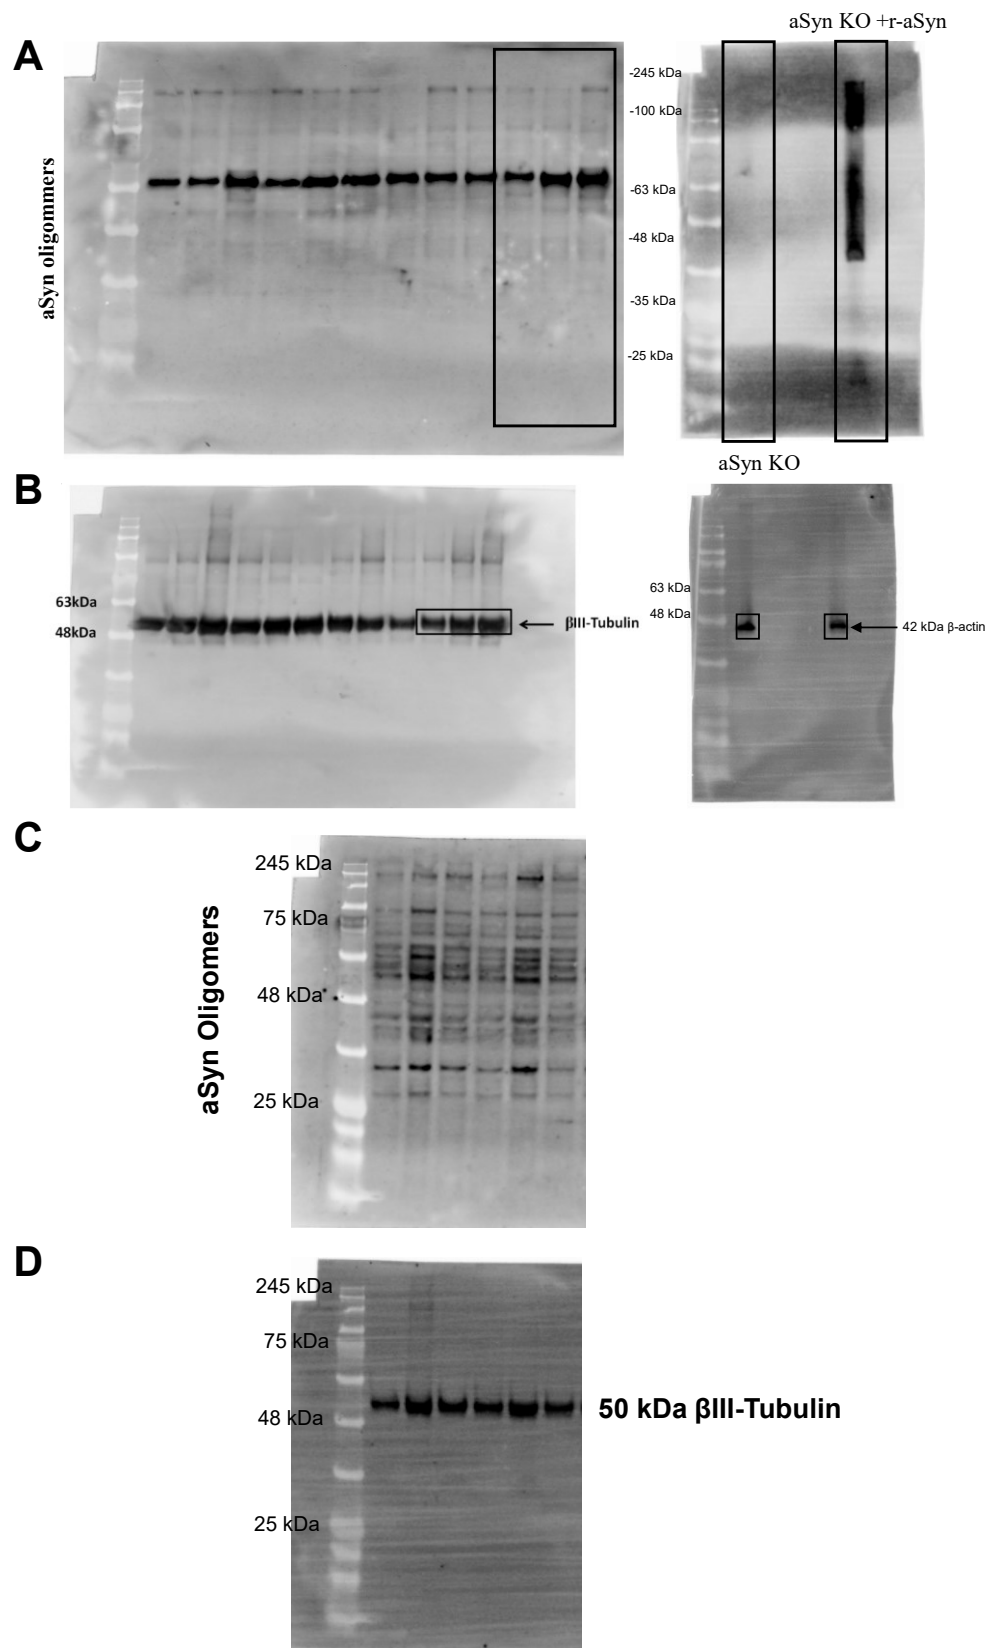 aSyn KO +r-aSyn
A
aSyn oligommers
-245 kDa
-100 kDa
-63 kDa
-48 kDa
-35 kDa
-25 kDa
aSyn KO
B
63kDa
48kDa
βIII-Tubulin
63 kDa
48 kDa
42 kDa β-actin
C
aSyn Oligomers
245 kDa
75 kDa
48 kDa
25 kDa
D
245 kDa
75 kDa
48 kDa
25 kDa
50 kDa βIII-Tubulin